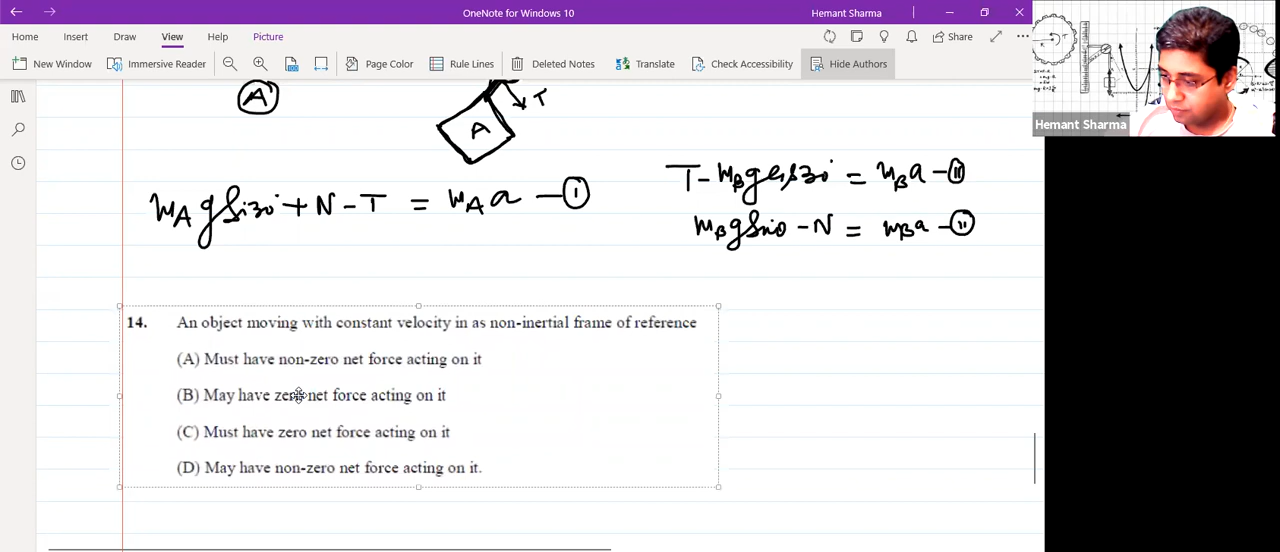 OneNote for Windows 10
Hemant Sharma
Home Insert Draw View Help Picture
Share
New Window Immersive Reader Page Color Rule Lines Deleted Notes Translate Check Accessibility Hide Authors
Hemant Sharma
A
A
T
mA g Sin30 + N - T = mA a - I
T - mB g cos30 = mB a - II
mB g Sin0 - N = mB a - II
14. An object moving with constant velocity in as non-inertial frame of reference
(A) Must have non-zero net force acting on it
(B) May have zero net force acting on it
(C) Must have zero net force acting on it
(D) May have non-zero net force acting on it.